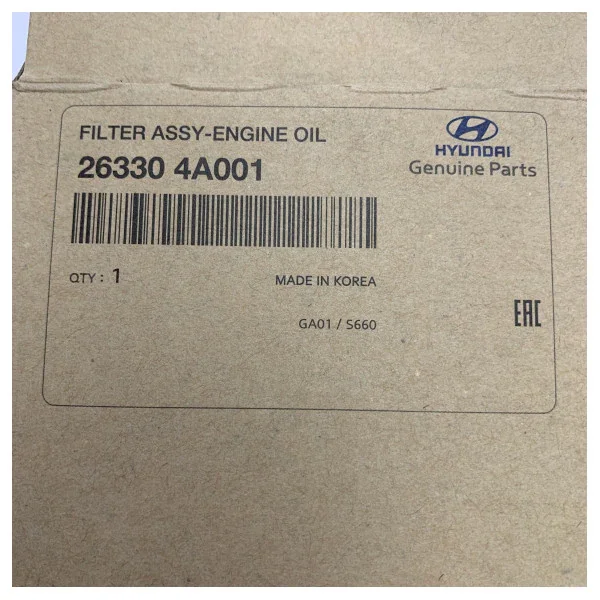 FILTER ASSY-ENGINE OIL
26330 4A001
HYUNDAI
Genuine Parts
QTY : 1
MADE IN KOREA
GA01 / S660
EAC